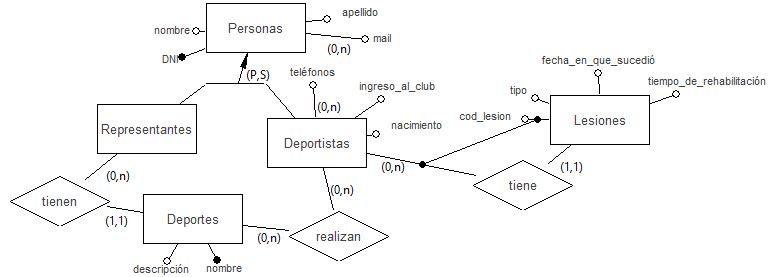 apellido
nombre
Personas
mail
(0,n)
DNI
fecha_en_que_sucedió
(P,S)
teléfonos
ingreso_al_club
tiempo_de_rehabilitación
tipo
(0,n)
Representantes
nacimiento
cod_lesion
Lesiones
Deportistas
(0,n)
(1,1)
(0,n)
tiene
(0,n)
tienen
(1,1)
Deportes
(0,n)
realizan
descripción
nombre